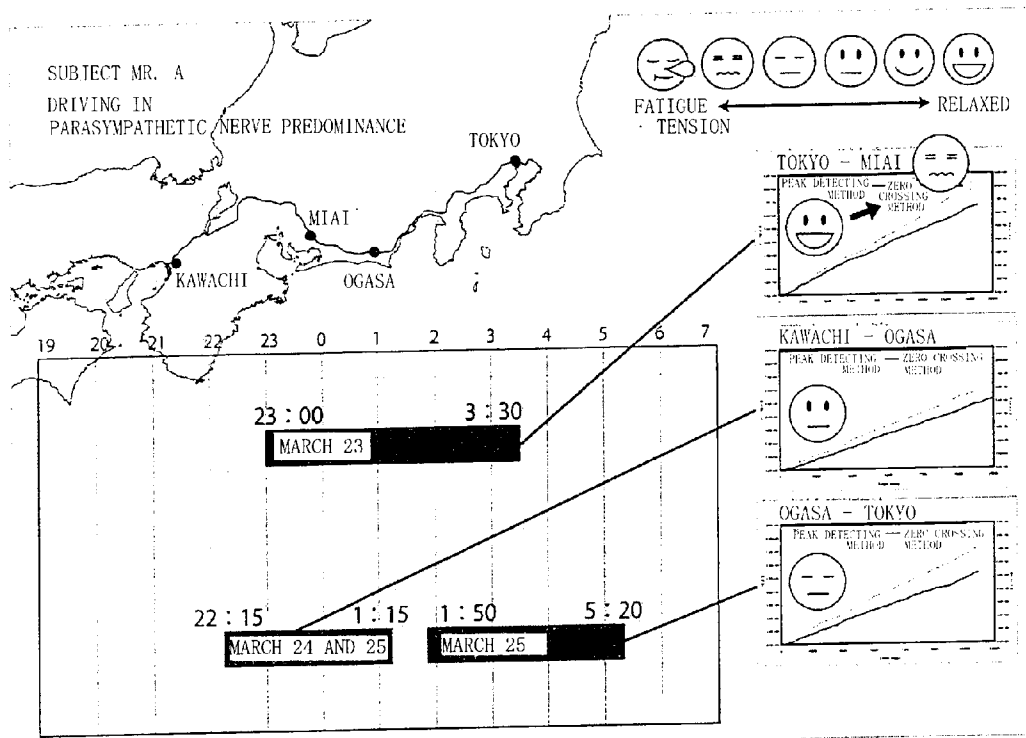 SUBJECT MR. A
DRIVING IN
PARASYMPATHETIC NERVE PREDOMINANCE
FATIGUE
RELAXED
TENSION
TOKYO
MIAI
OGASA
KAWACHI
TOKYO - MIAI
PEAK DETECTING
METHOD
ZERO
CROSSING
METHOD
KAWACHI - OGASA
PEAK DETECTING
METHOD
ZERO CROSSING
METHOD
OGASA - TOKYO
PEAK DETECTING
METHOD
ZERO CROSSING
METHOD
19 20 21 22 23 0 1 2 3 4 5 6 7
23:00 3:30
MARCH 23
22:15 1:15 1:50 5:20
MARCH 24 AND 25 MARCH 25